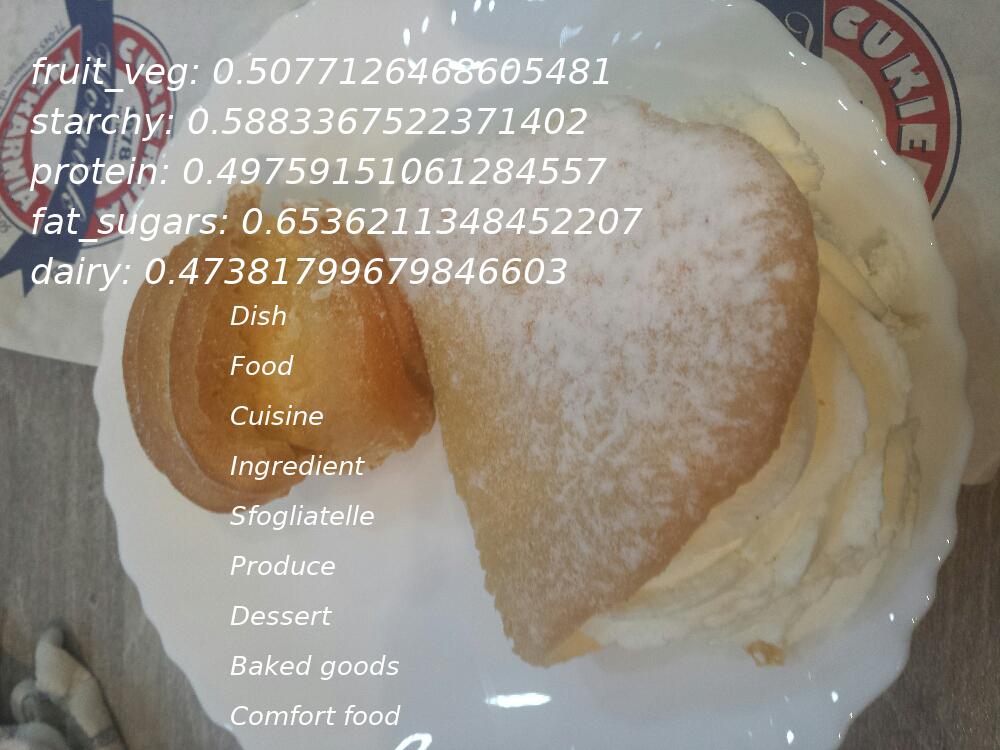 fruit_veg: 0.5077126468605481
starchy: 0.5883367522371402
protein: 0.49759151061284557
fat_sugars: 0.6536211348452207
dairy: 0.47381799679846603
Dish
Food
Cuisine
Ingredient
Sfogliatelle
Produce
Dessert
Baked goods
Comfort food
CUKIE